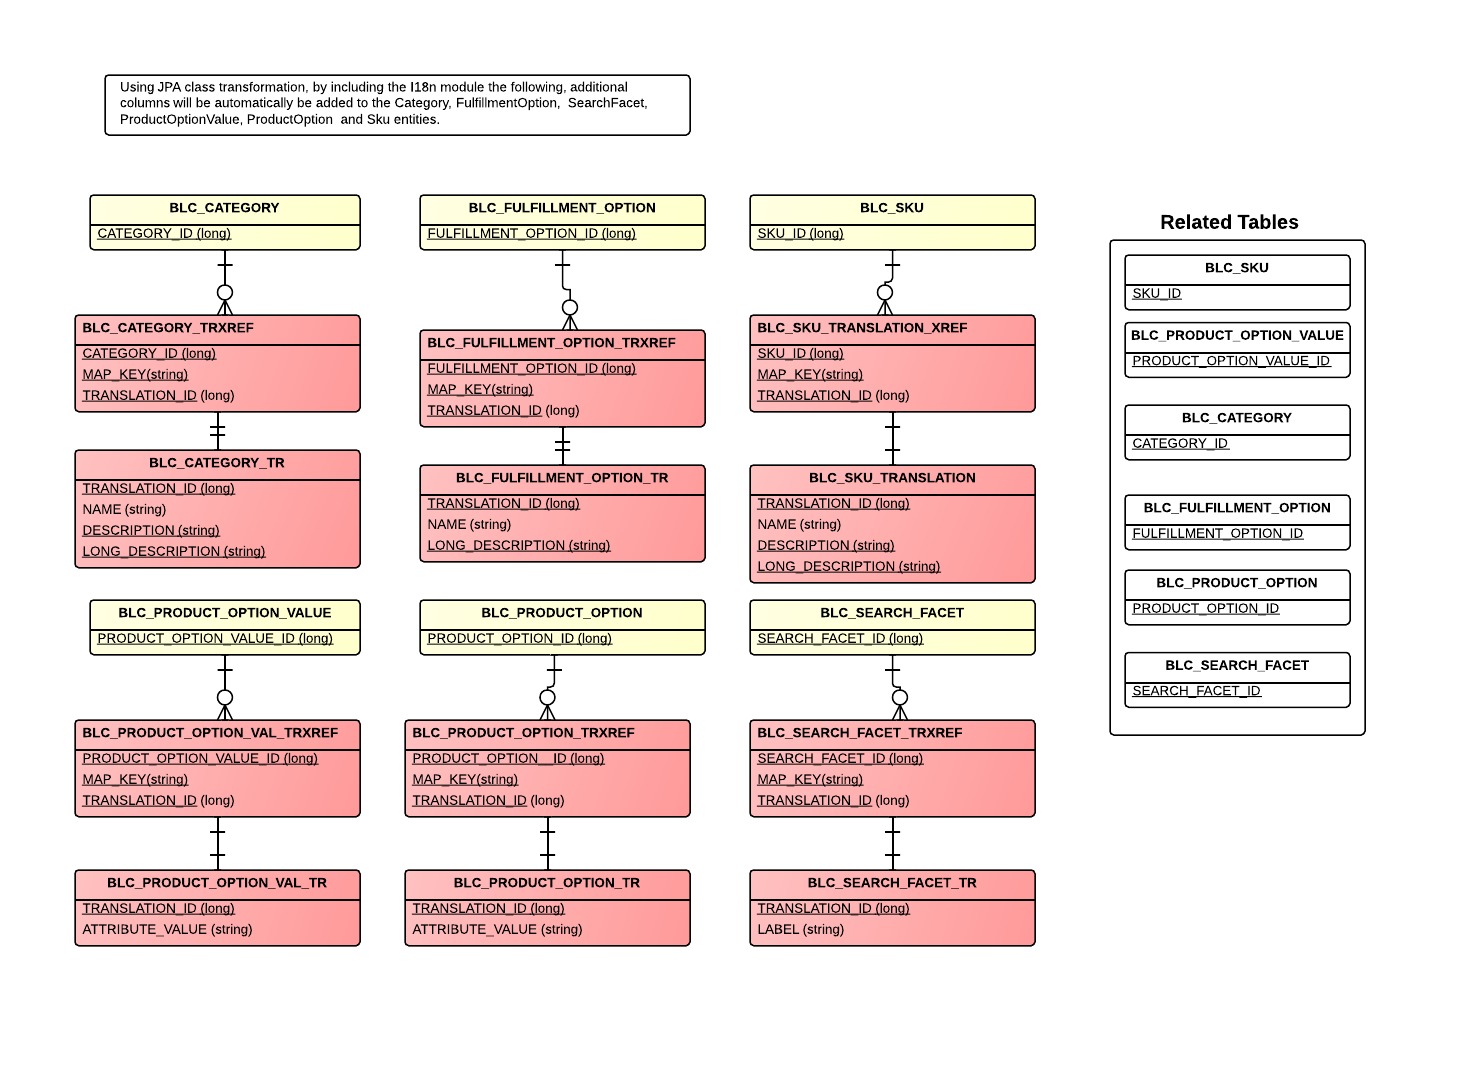 Using JPA class transformation, by including the I18n module the following, additional
columns will be automatically be added to the Category, FulfillmentOption,  SearchFacet,
ProductOptionValue, ProductOption  and Sku entities.
BLC_CATEGORY
CATEGORY_ID (long)
BLC_CATEGORY_TRXREF
CATEGORY_ID (long)
MAP_KEY(string)
TRANSLATION_ID (long)
BLC_CATEGORY_TR
TRANSLATION_ID (long)
NAME (string)
DESCRIPTION (string)
LONG_DESCRIPTION (string)
BLC_FULFILLMENT_OPTION
FULFILLMENT_OPTION_ID (long)
BLC_FULFILLMENT_OPTION_TRXREF
FULFILLMENT_OPTION_ID (long)
MAP_KEY(string)
TRANSLATION_ID (long)
BLC_FULFILLMENT_OPTION_TR
TRANSLATION_ID (long)
NAME (string)
LONG_DESCRIPTION (string)
BLC_SKU
SKU_ID (long)
BLC_SKU_TRANSLATION_XREF
SKU_ID (long)
MAP_KEY(string)
TRANSLATION_ID (long)
BLC_SKU_TRANSLATION
TRANSLATION_ID (long)
NAME (string)
DESCRIPTION (string)
LONG_DESCRIPTION (string)
BLC_PRODUCT_OPTION_VALUE
PRODUCT_OPTION_VALUE_ID (long)
BLC_PRODUCT_OPTION_VAL_TRXREF
PRODUCT_OPTION_VALUE_ID (long)
MAP_KEY(string)
TRANSLATION_ID (long)
BLC_PRODUCT_OPTION_VAL_TR
TRANSLATION_ID (long)
ATTRIBUTE_VALUE (string)
BLC_PRODUCT_OPTION
PRODUCT_OPTION_ID (long)
BLC_PRODUCT_OPTION_TRXREF
PRODUCT_OPTION__ID (long)
MAP_KEY(string)
TRANSLATION_ID (long)
BLC_PRODUCT_OPTION_TR
TRANSLATION_ID (long)
ATTRIBUTE_VALUE (string)
BLC_SEARCH_FACET
SEARCH_FACET_ID (long)
BLC_SEARCH_FACET_TRXREF
SEARCH_FACET_ID (long)
MAP_KEY(string)
TRANSLATION_ID (long)
BLC_SEARCH_FACET_TR
TRANSLATION_ID (long)
LABEL (string)
Related Tables
BLC_SKU
SKU_ID
BLC_PRODUCT_OPTION_VALUE
PRODUCT_OPTION_VALUE_ID
BLC_CATEGORY
CATEGORY_ID
BLC_FULFILLMENT_OPTION
FULFILLMENT_OPTION_ID
BLC_PRODUCT_OPTION
PRODUCT_OPTION_ID
BLC_SEARCH_FACET
SEARCH_FACET_ID